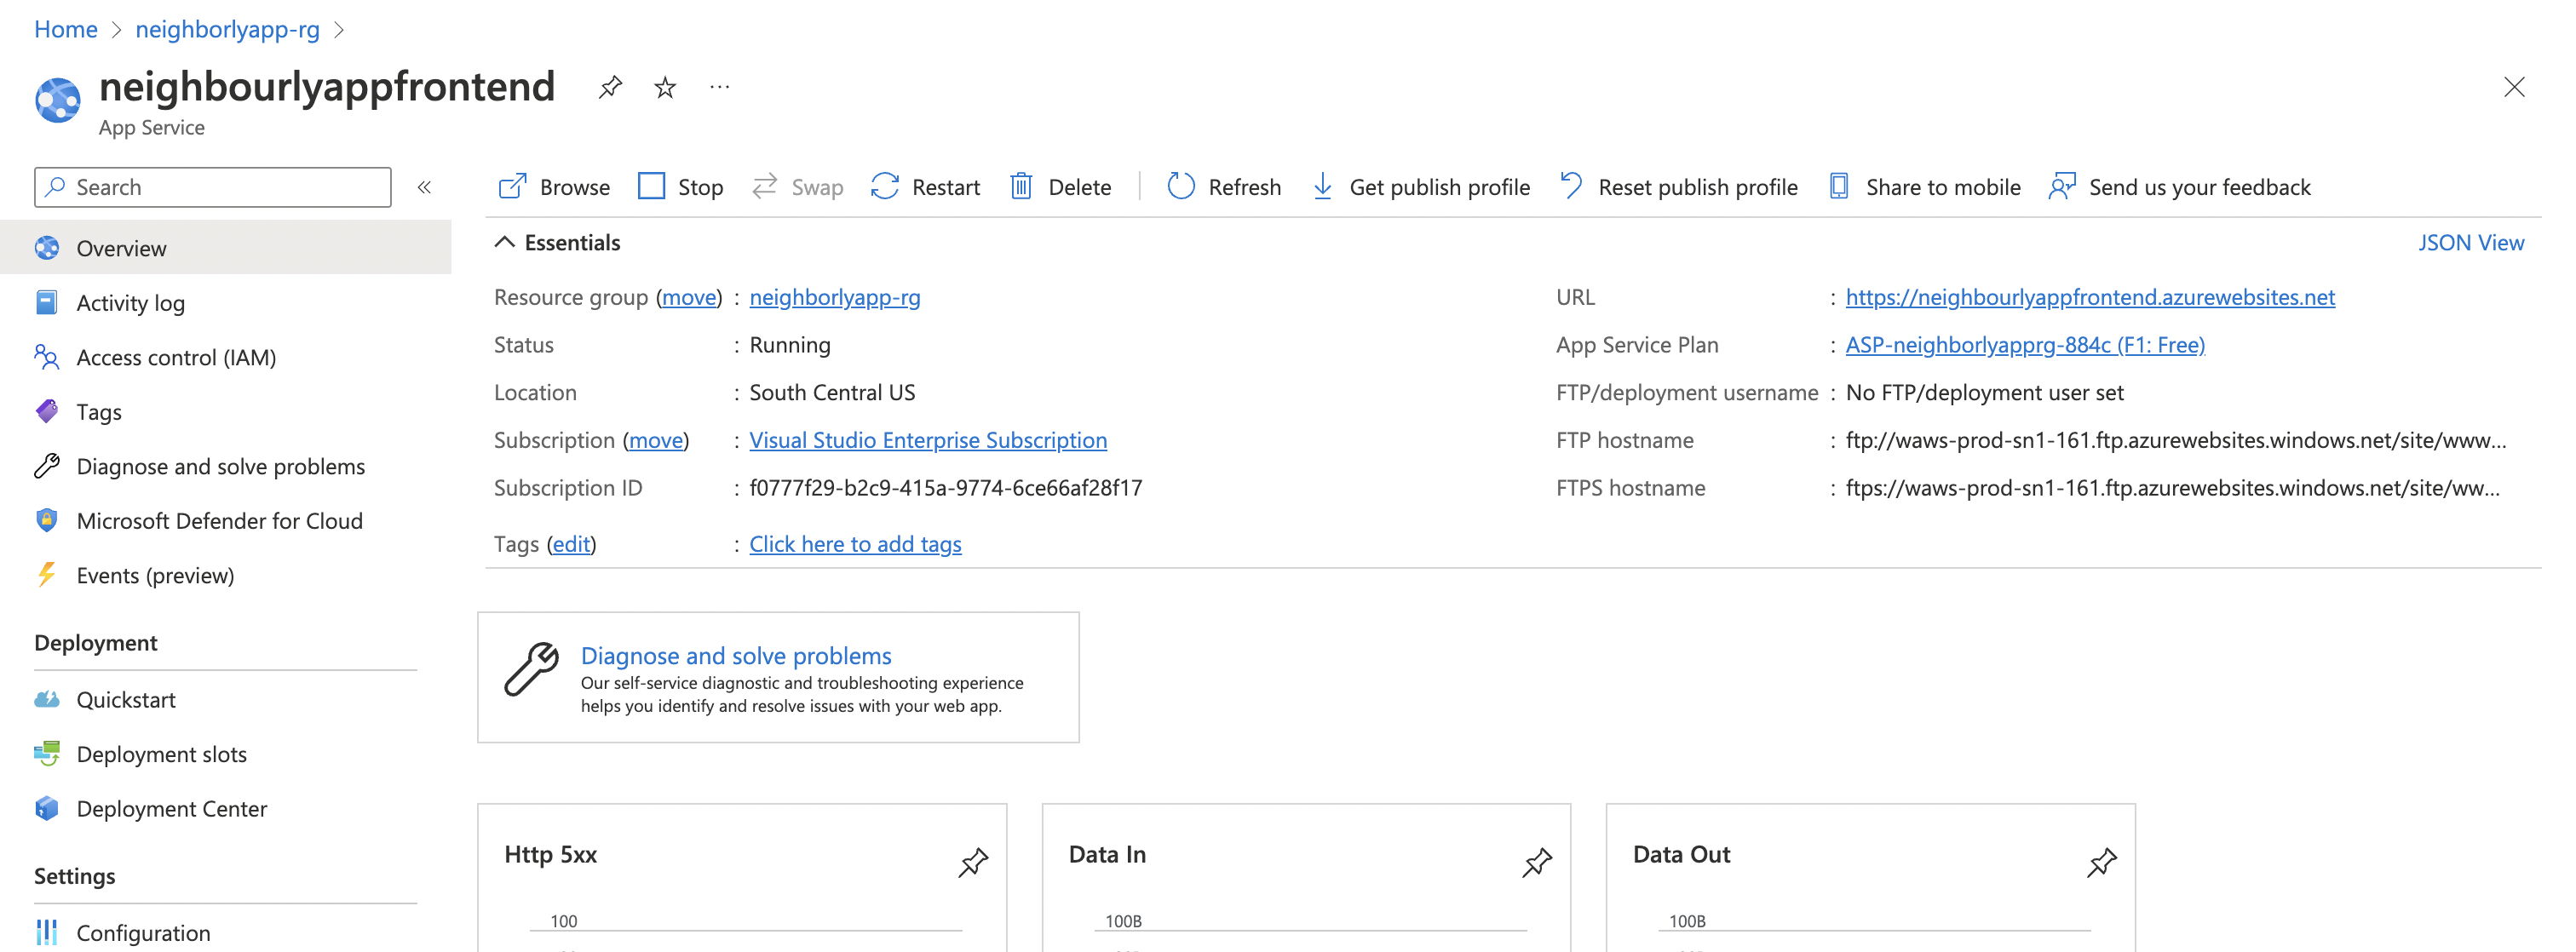 Home > neighborlyapp-rg >
neighbourlyappfrontend
App Service
Search
Browse Stop Swap Restart Delete Refresh Get publish profile Reset publish profile Share to mobile Send us your feedback
Overview
Activity log
Access control (IAM)
Tags
Diagnose and solve problems
Microsoft Defender for Cloud
Events (preview)
Deployment
Quickstart
Deployment slots
Deployment Center
Settings
Configuration
Essentials JSON View
Resource group (move) : neighborlyapp-rg
Status : Running
Location : South Central US
Subscription (move) : Visual Studio Enterprise Subscription
Subscription ID : f0777f29-b2c9-415a-9774-6ce66af28f17
Tags (edit) : Click here to add tags
URL : https://neighbourlyappfrontend.azurewebsites.net
App Service Plan : ASP-neighborlyapprg-884c (F1: Free)
FTP/deployment username : No FTP/deployment user set
FTP hostname : ftp://waws-prod-sn1-161.ftp.azurewebsites.windows.net/site/www...
FTPS hostname : ftps://waws-prod-sn1-161.ftp.azurewebsites.windows.net/site/ww...
Diagnose and solve problems
Our self-service diagnostic and troubleshooting experience
helps you identify and resolve issues with your web app.
Http 5xx
100
Data In
100B
Data Out
100B